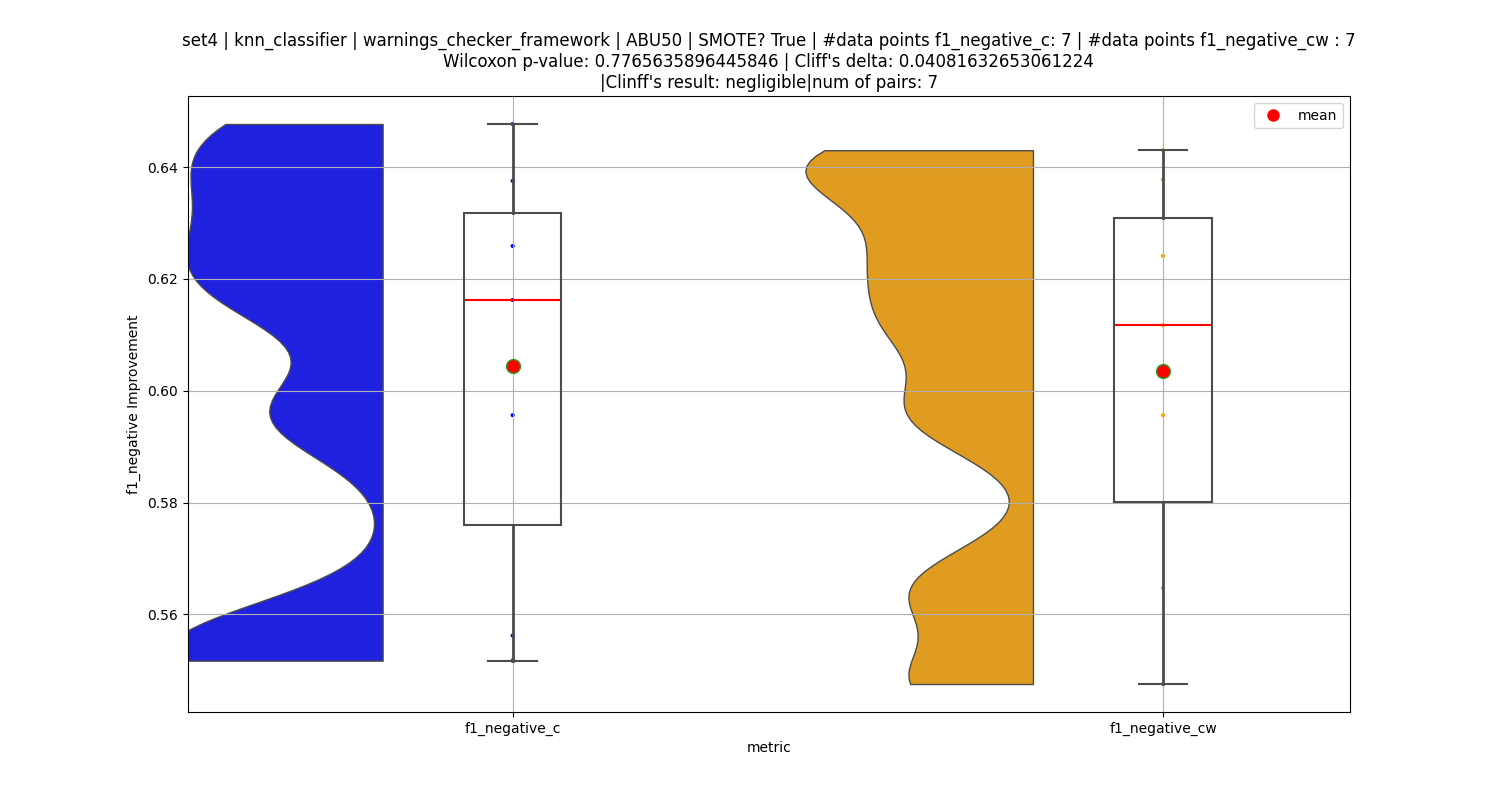 set4 | knn_classifier | warnings_checker_framework | ABU50 | SMOTE? True | #data points f1_negative_c: 7 | #data points f1_negative_cw : 7
Wilcoxon p-value: 0.7765635896445846 | Cliff's delta: 0.04081632653061224
|Clinff's result: negligible|num of pairs: 7
mean
0.64
0.62
0.60
0.58
0.56
f1_negative Improvement
f1_negative_c
f1_negative_cw
metric